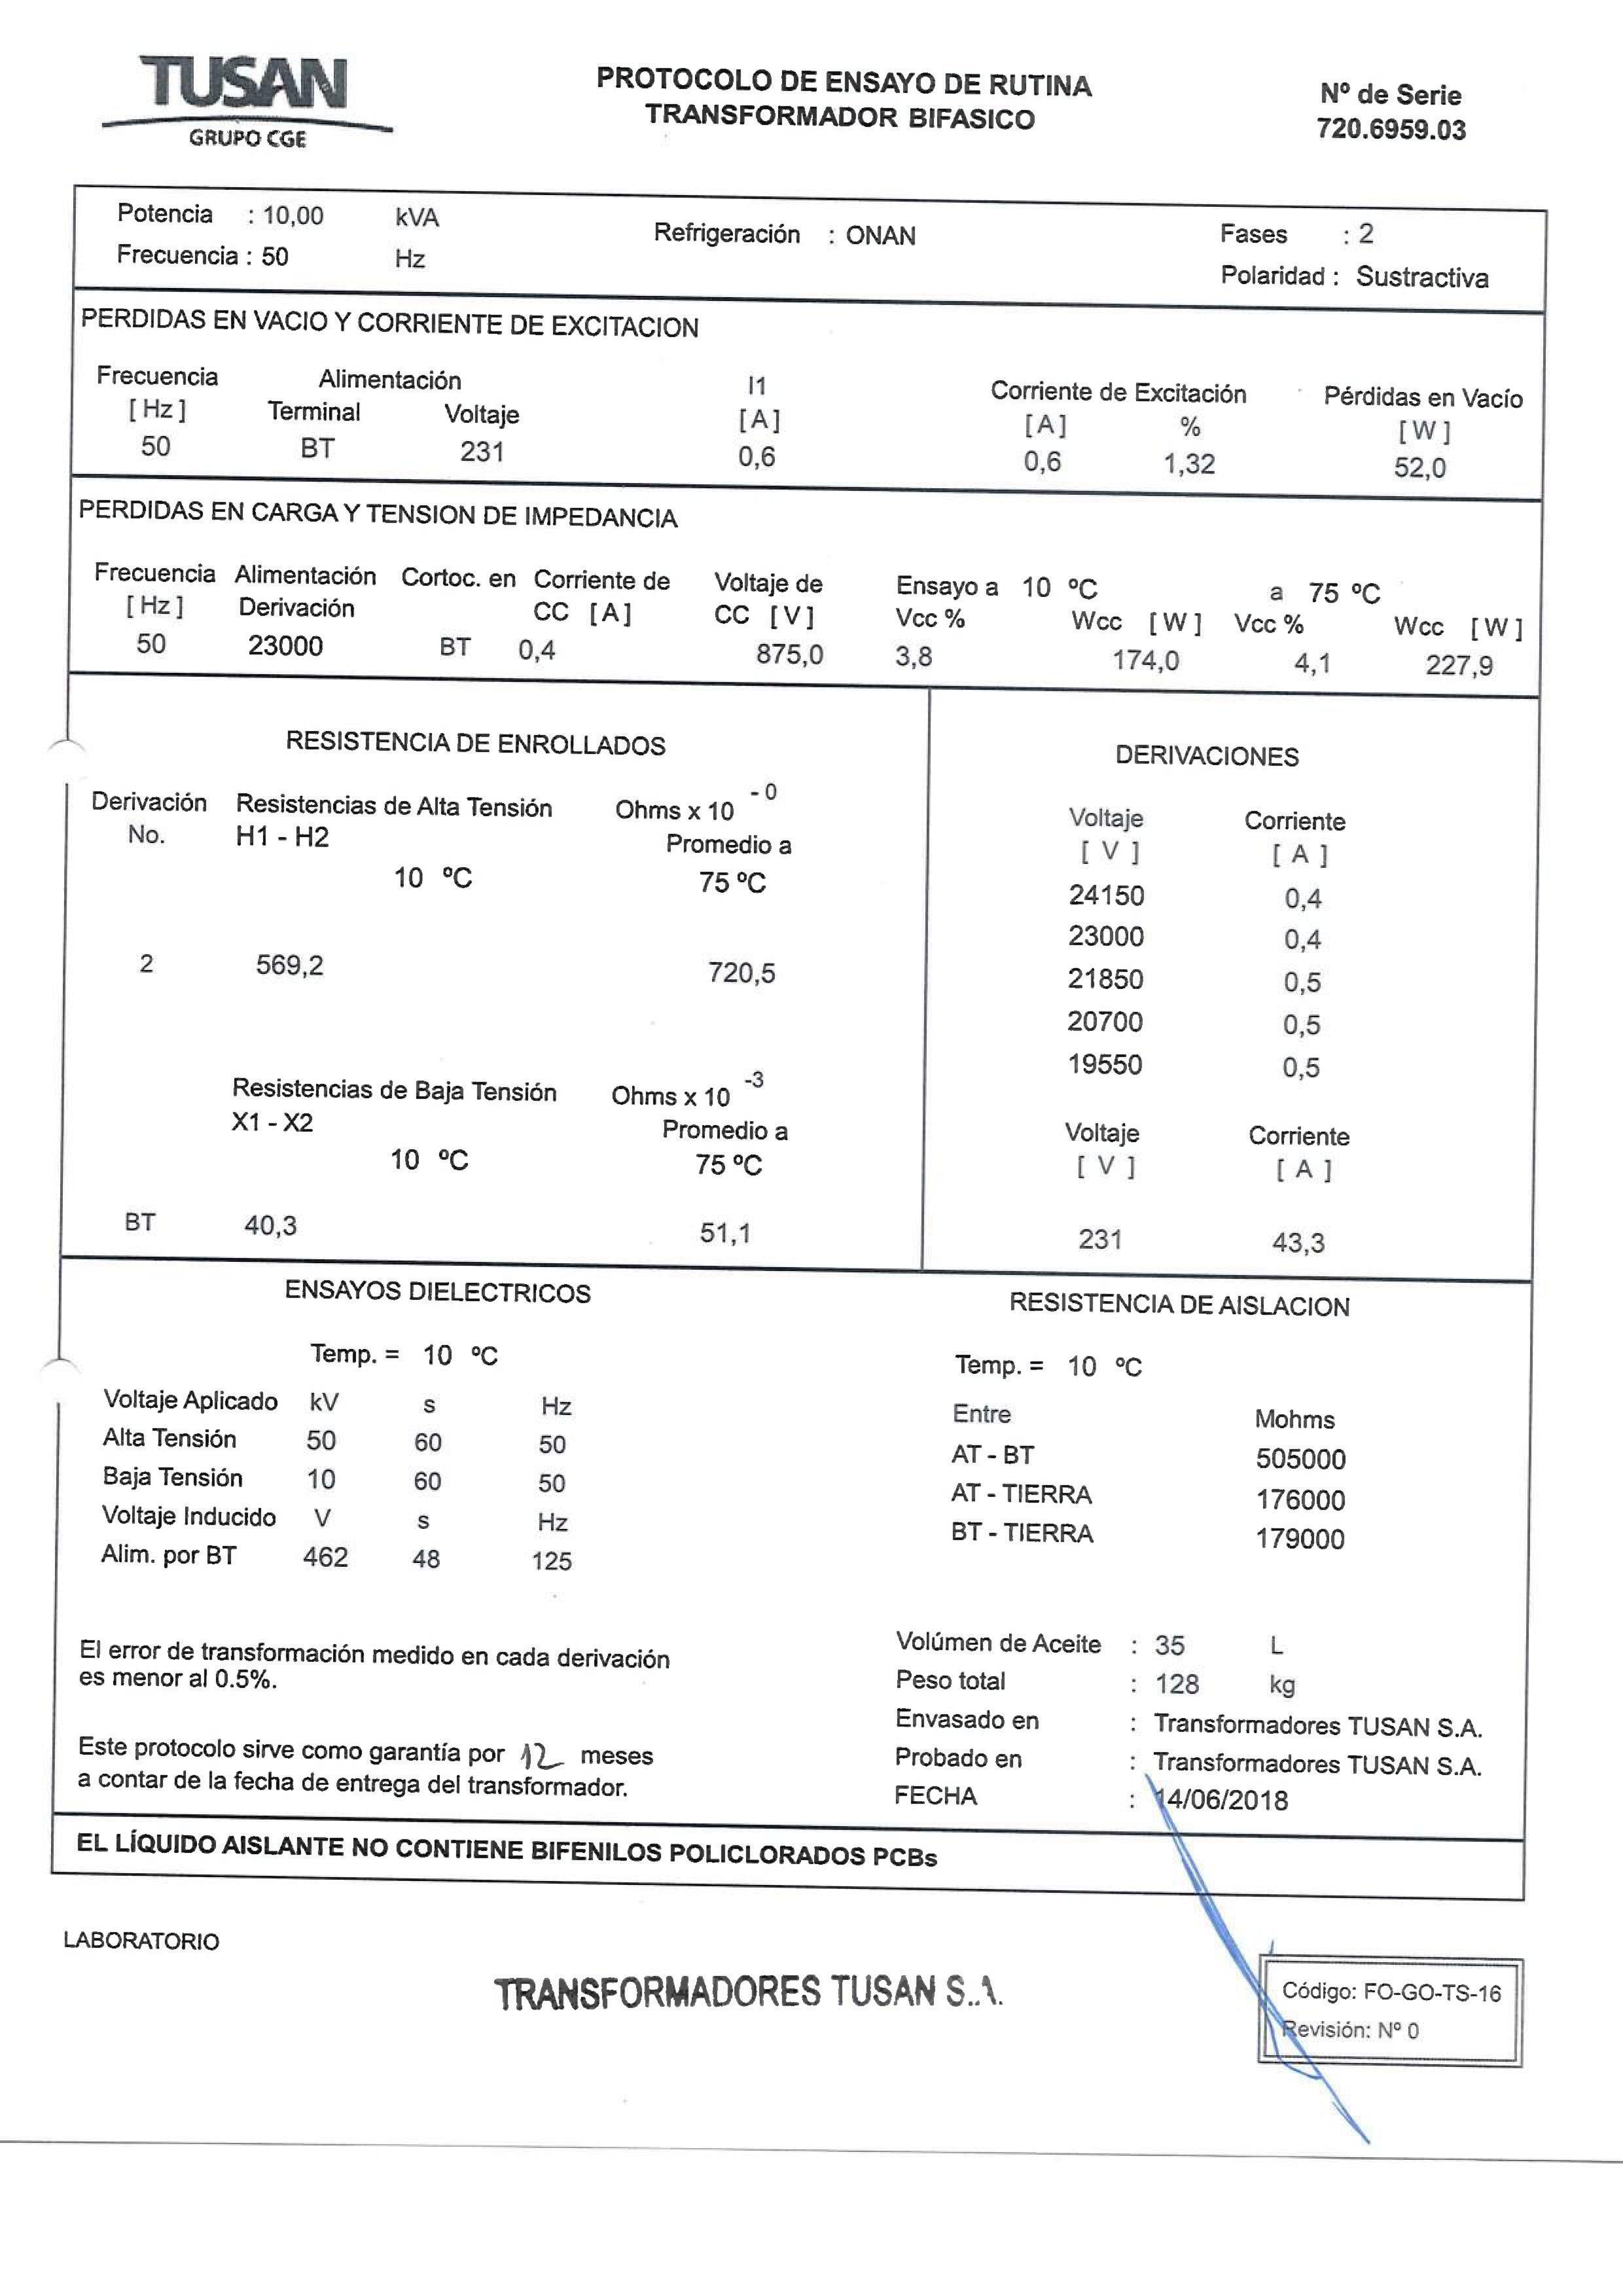 TUSAN
GRUPO CGE
PROTOCOLO DE ENSAYO DE RUTINA
TRANSFORMADOR BIFASICO
Nº de Serie
720.6959.03
Potencia : 10,00 kVA
Frecuencia : 50 Hz
Refrigeración : ONAN
Fases : 2
Polaridad : Sustractiva
PERDIDAS EN VACIO Y CORRIENTE DE EXCITACION
Frecuencia Alimentación I1 Corriente de Excitación Pérdidas en Vacío
[ Hz ] Terminal Voltaje [ A ] [ A ] % [ W ]
50 BT 231 0,6 0,6 1,32 52,0
PERDIDAS EN CARGA Y TENSION DE IMPEDANCIA
Frecuencia Alimentación Cortoc. en Corriente de Voltaje de Ensayo a 10 ºC a 75 ºC
[ Hz ] Derivación CC [ A ] CC [ V ] Vcc % Wcc [ W ] Vcc % Wcc [ W ]
50 23000 BT 0,4 875,0 3,8 174,0 4,1 227,9
RESISTENCIA DE ENROLLADOS
Derivación Resistencias de Alta Tensión Ohms x 10 - 0
No. H1 - H2 Promedio a
10 ºC 75 ºC
2 569,2 720,5
Resistencias de Baja Tensión Ohms x 10 -3
X1 - X2 Promedio a
10 ºC 75 ºC
BT 40,3 51,1
DERIVACIONES
Voltaje Corriente
[ V ] [ A ]
24150 0,4
23000 0,4
21850 0,5
20700 0,5
19550 0,5
Voltaje Corriente
[ V ] [ A ]
231 43,3
ENSAYOS DIELECTRICOS
Temp. = 10 ºC
Voltaje Aplicado kV s Hz
Alta Tensión 50 60 50
Baja Tensión 10 60 50
Voltaje Inducido V s Hz
Alim. por BT 462 48 125
RESISTENCIA DE AISLACION
Temp. = 10 ºC
Entre Mohms
AT - BT 505000
AT - TIERRA 176000
BT - TIERRA 179000
El error de transformación medido en cada derivación
es menor al 0.5%.
Este protocolo sirve como garantía por 12 meses
a contar de la fecha de entrega del transformador.
Volúmen de Aceite : 35 L
Peso total : 128 kg
Envasado en : Transformadores TUSAN S.A.
Probado en : Transformadores TUSAN S.A.
FECHA : 14/06/2018
EL LÍQUIDO AISLANTE NO CONTIENE BIFENILOS POLICLORADOS PCBs
LABORATORIO
TRANSFORMADORES TUSAN S.A.
Código: FO-GO-TS-16
Revisión: Nº 0